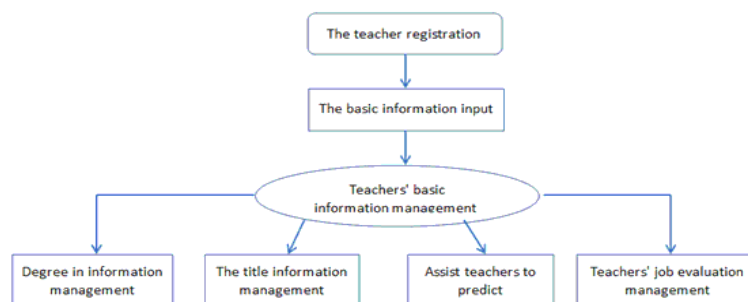 The teacher registration
The basic information input
Teachers' basic
information management
Degree in information
management
The title information
management
Assist teachers to
predict
Teachers' job evaluation
management